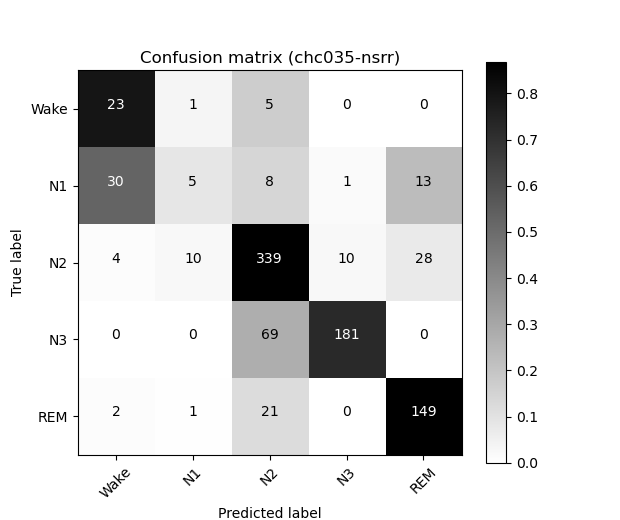 Confusion matrix (chc035-nsrr)
True label
Wake 23 1 5 0 0
N1 30 5 8 1 13
N2 4 10 339 10 28
N3 0 0 69 181 0
REM 2 1 21 0 149
Wake N1 N2 N3 REM
Predicted label
0.8
0.7
0.6
0.5
0.4
0.3
0.2
0.1
0.0